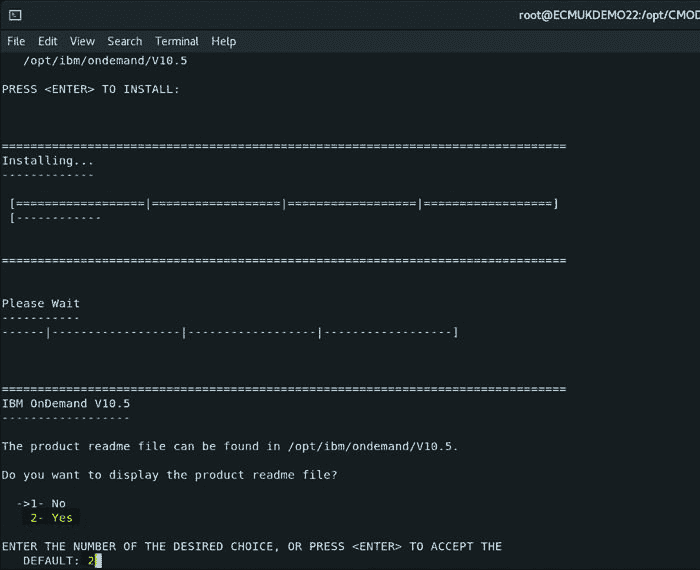 root@ECMUKDEMO22:/opt/CMOD
File Edit View Search Terminal Help
/opt/ibm/ondemand/V10.5
PRESS <ENTER> TO INSTALL:
===============================================================================
Installing...
-------------
[==================|==================|==================|==================]
[------------
===============================================================================
Please Wait
-----------
------|------------------|------------------|------------------]
===============================================================================
IBM OnDemand V10.5
------------------
The product readme file can be found in /opt/ibm/ondemand/V10.5.
Do you want to display the product readme file?
->1- No
2- Yes
ENTER THE NUMBER OF THE DESIRED CHOICE, OR PRESS <ENTER> TO ACCEPT THE
DEFAULT: 2